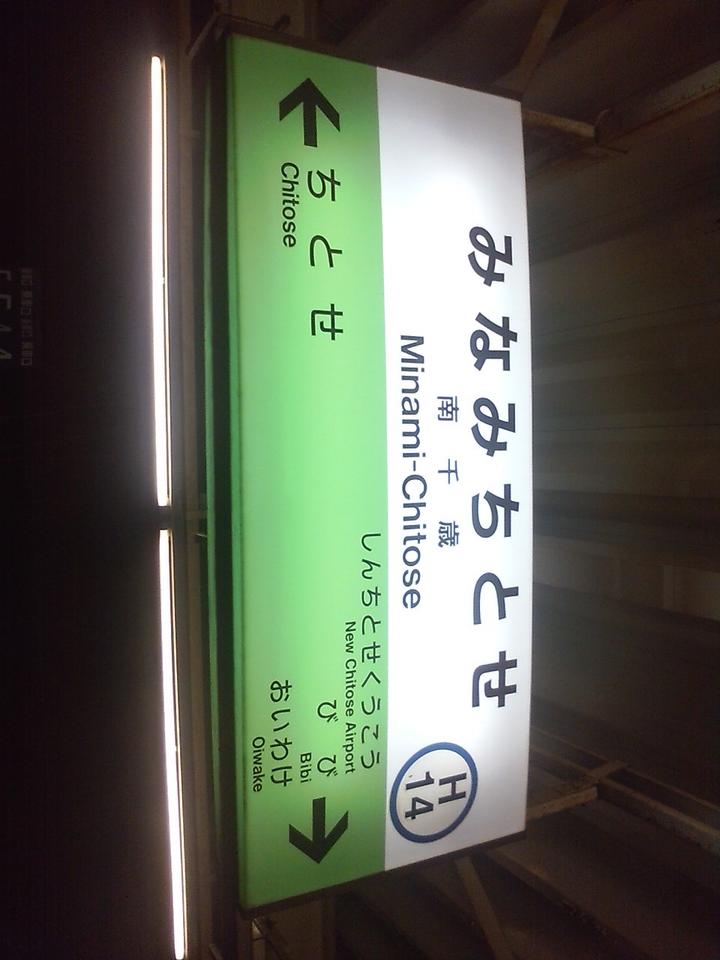 みなみちとせ
南千歳
Minami-Chitose
H
14
ちとせ
Chitose
しんちとせくうこう
New Chitose Airport
びび
Bibi
おいわけ
Oiwake